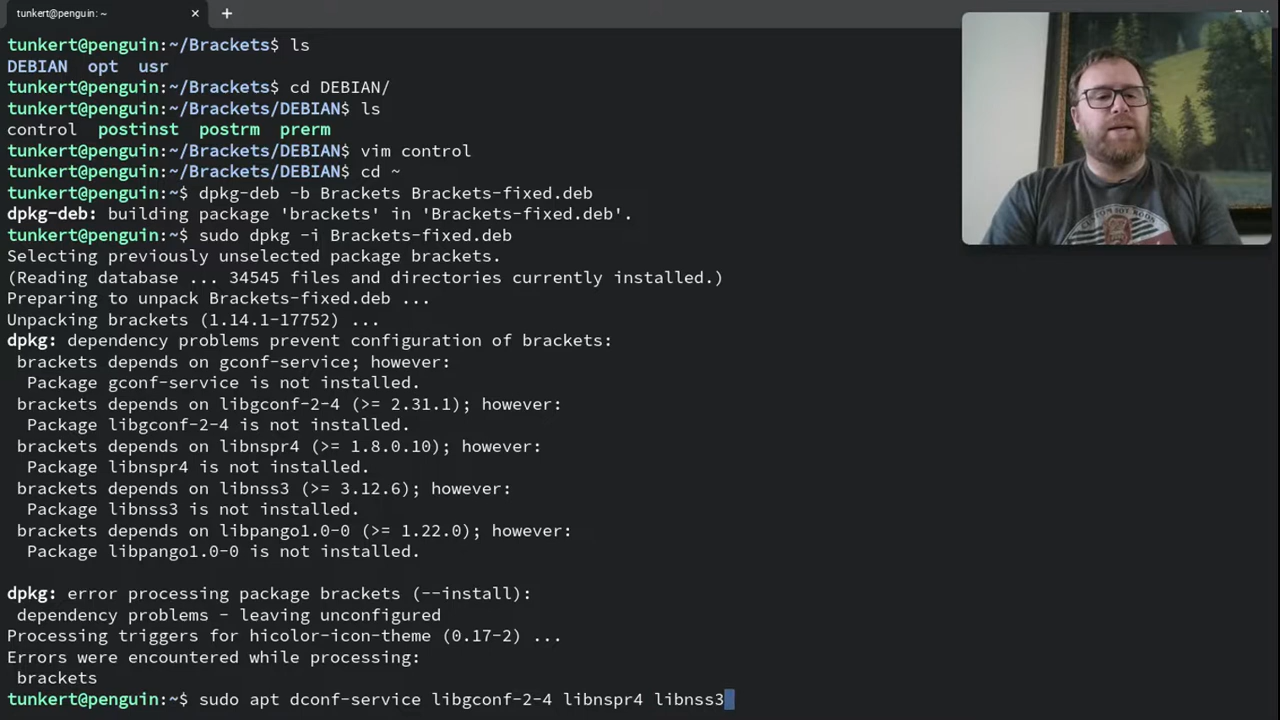 tunkert@penguin: ~
tunkert@penguin:~/Brackets$ ls
DEBIAN  opt  usr
tunkert@penguin:~/Brackets$ cd DEBIAN/
tunkert@penguin:~/Brackets/DEBIAN$ ls
control  postinst  postrm  prerm
tunkert@penguin:~/Brackets/DEBIAN$ vim control
tunkert@penguin:~/Brackets/DEBIAN$ cd ~
tunkert@penguin:~$ dpkg-deb -b Brackets Brackets-fixed.deb
dpkg-deb: building package 'brackets' in 'Brackets-fixed.deb'.
tunkert@penguin:~$ sudo dpkg -i Brackets-fixed.deb
Selecting previously unselected package brackets.
(Reading database ... 34545 files and directories currently installed.)
Preparing to unpack Brackets-fixed.deb ...
Unpacking brackets (1.14.1-17752) ...
dpkg: dependency problems prevent configuration of brackets:
 brackets depends on gconf-service; however:
  Package gconf-service is not installed.
 brackets depends on libgconf-2-4 (>= 2.31.1); however:
  Package libgconf-2-4 is not installed.
 brackets depends on libnspr4 (>= 1.8.0.10); however:
  Package libnspr4 is not installed.
 brackets depends on libnss3 (>= 3.12.6); however:
  Package libnss3 is not installed.
 brackets depends on libpango1.0-0 (>= 1.22.0); however:
  Package libpango1.0-0 is not installed.
dpkg: error processing package brackets (--install):
 dependency problems - leaving unconfigured
Processing triggers for hicolor-icon-theme (0.17-2) ...
Errors were encountered while processing:
 brackets
tunkert@penguin:~$ sudo apt dconf-service libgconf-2-4 libnspr4 libnss3